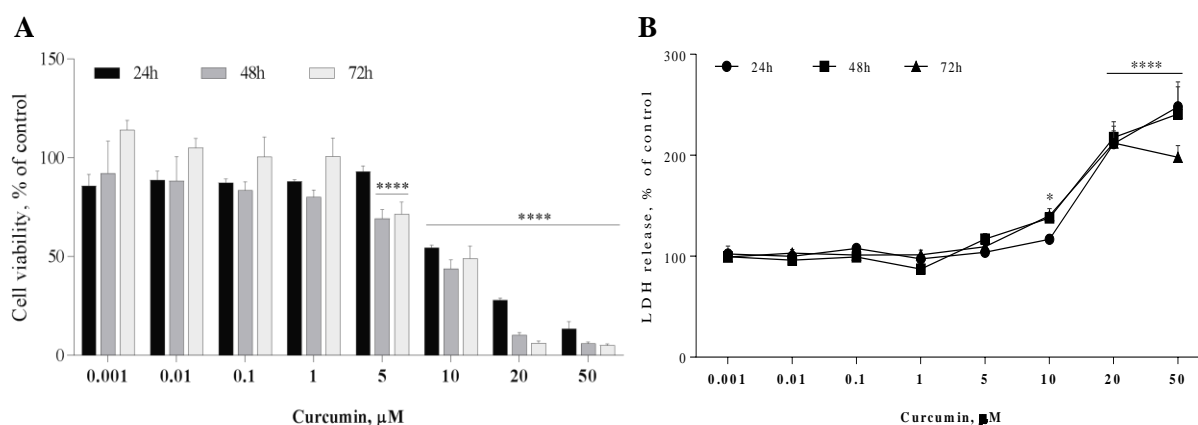 A
Cell viability, % of control
150
100
50
0
24h 48h 72h
****
****
0.001 0.01 0.1 1 5 10 20 50
Curcumin, μM
B
LDH release, % of control
300
200
100
0
24h 48h 72h
****
*
0.001 0.01 0.1 1 5 10 20 50
Curcumin, M